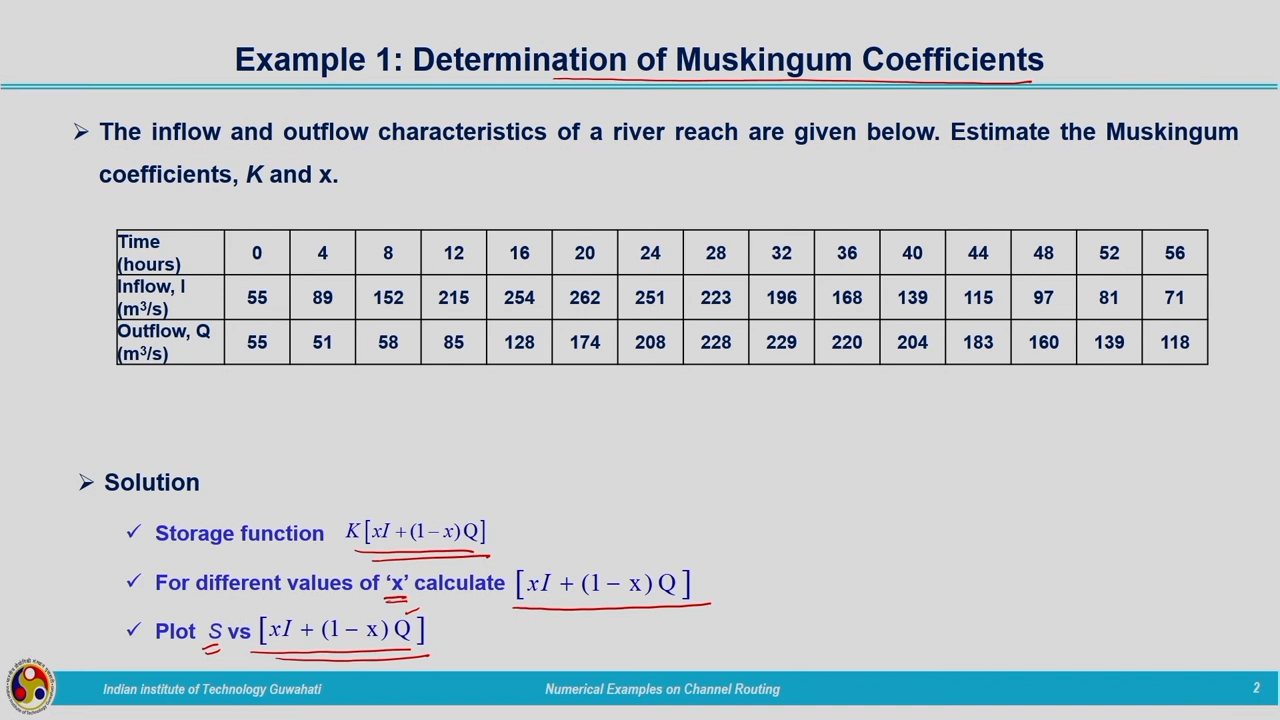 Example 1: Determination of Muskingum Coefficients
➢ The inflow and outflow characteristics of a river reach are given below. Estimate the Muskingum
coefficients, K and x.
Time (hours) 0 4 8 12 16 20 24 28 32 36 40 44 48 52 56
Inflow, I (m³/s) 55 89 152 215 254 262 251 223 196 168 139 115 97 81 71
Outflow, Q (m³/s) 55 51 58 85 128 174 208 228 229 220 204 183 160 139 118
➢ Solution
✓ Storage function K[xI+(1−x)Q]
✓ For different values of ‘x’ calculate [xI + (1 − x) Q]
✓ Plot S vs [xI + (1 − x) Q]
Indian institute of Technology Guwahati Numerical Examples on Channel Routing 2